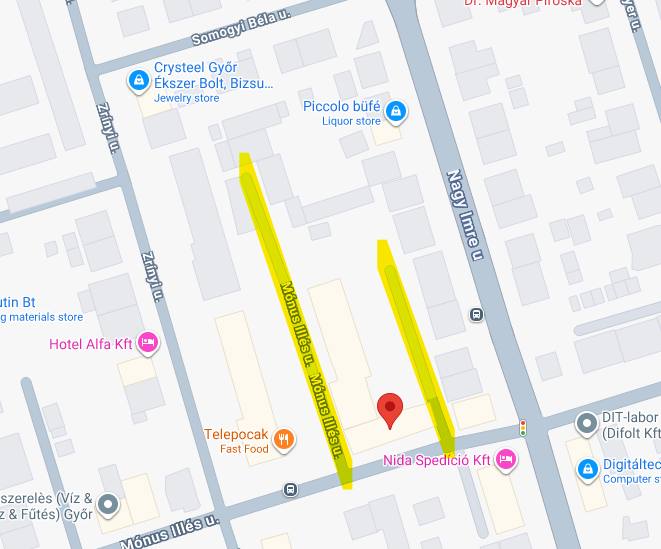 Dr. Magyar Piroska
Somogyi Béla u.
Crysteel Győr
Ékszer Bolt, Bizsu...
Jewelry store
Piccolo büfé
Liquor store
Zrínyi u.
Nagy Imre u
Zrínyi u.
utin Bt
ng materials store
Hotel Alfa Kft
Mónus Illés u.
Mónus Illés u.
Telepocak
Fast Food
DIT-labor
(Difolt Kft
Nida Spedíció Kft
Digitáltec
Computer s
szerelès (Víz &
z & Fűtés) Győr
Mónus Illés u.